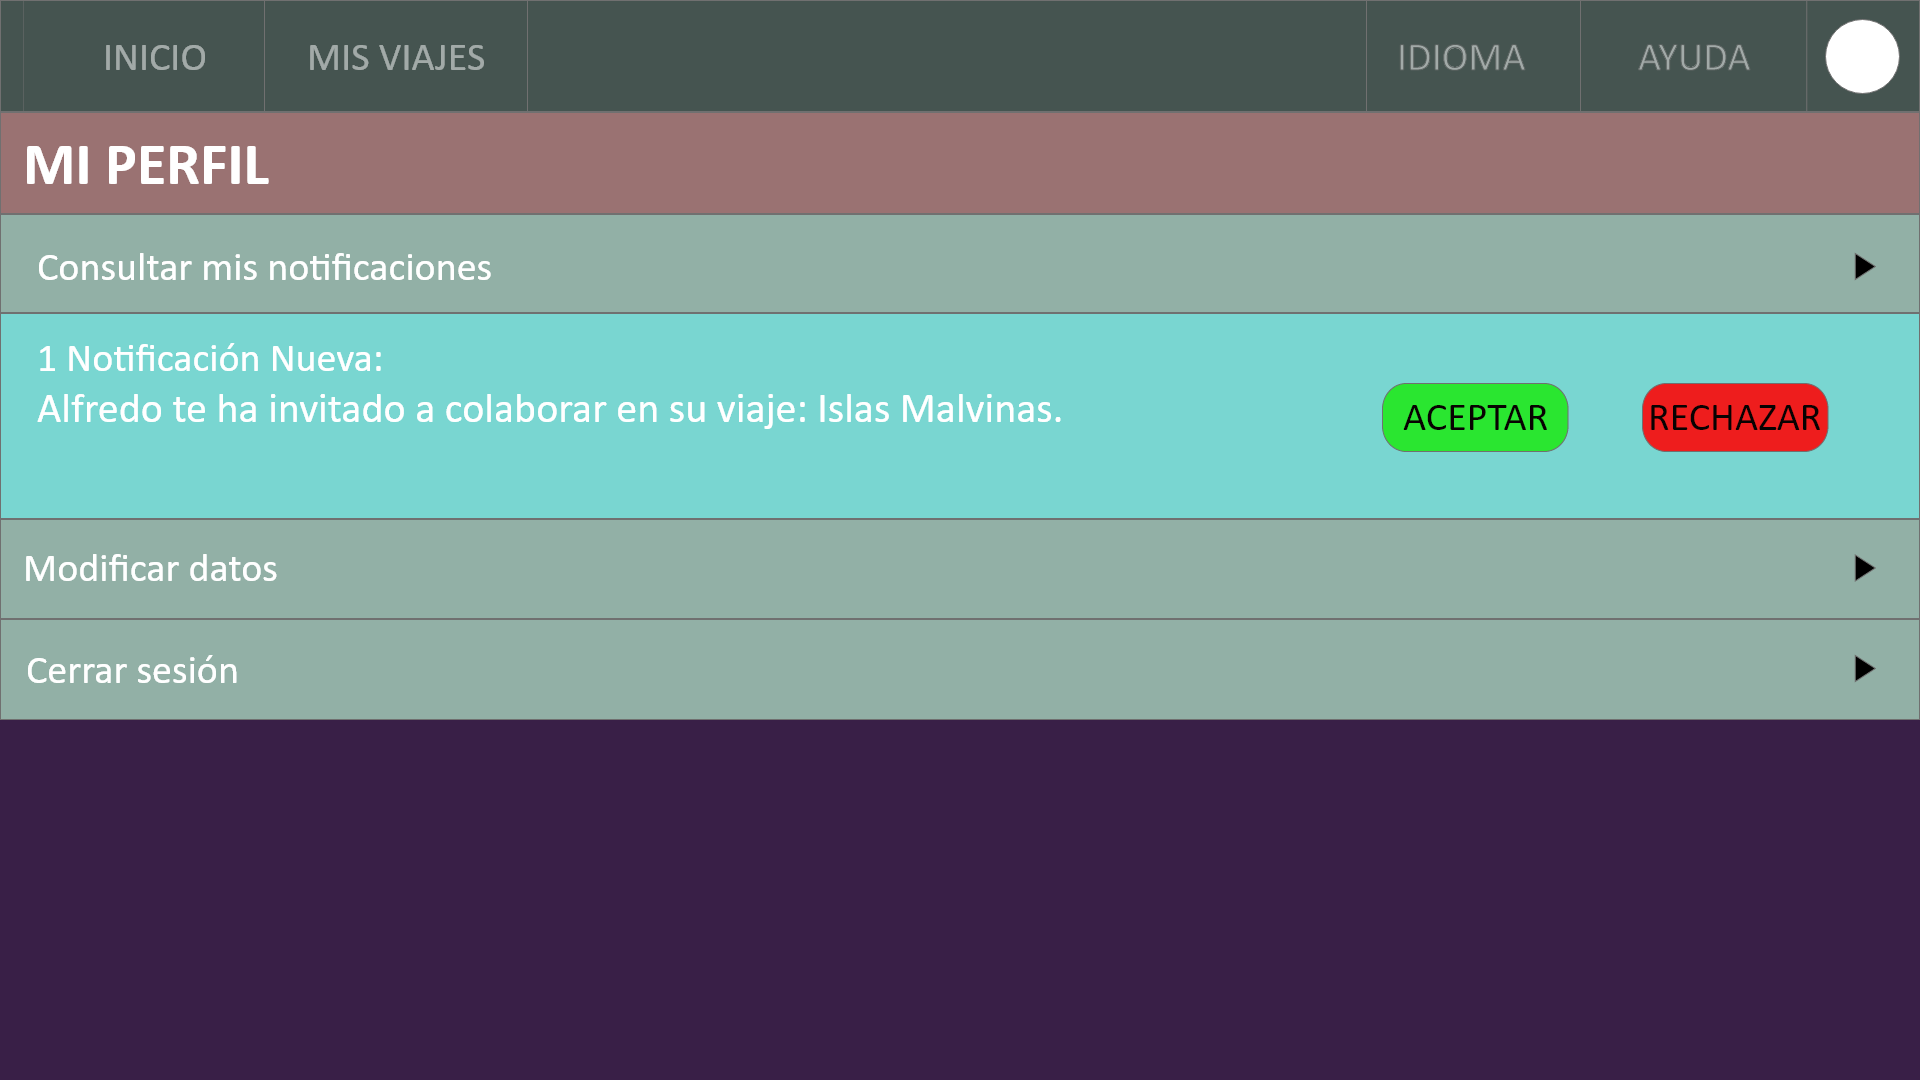 INICIO MIS VIAJES IDIOMA AYUDA
MI PERFIL
Consultar mis notificaciones
1 Notificación Nueva:
Alfredo te ha invitado a colaborar en su viaje: Islas Malvinas.
ACEPTAR RECHAZAR
Modificar datos
Cerrar sesión